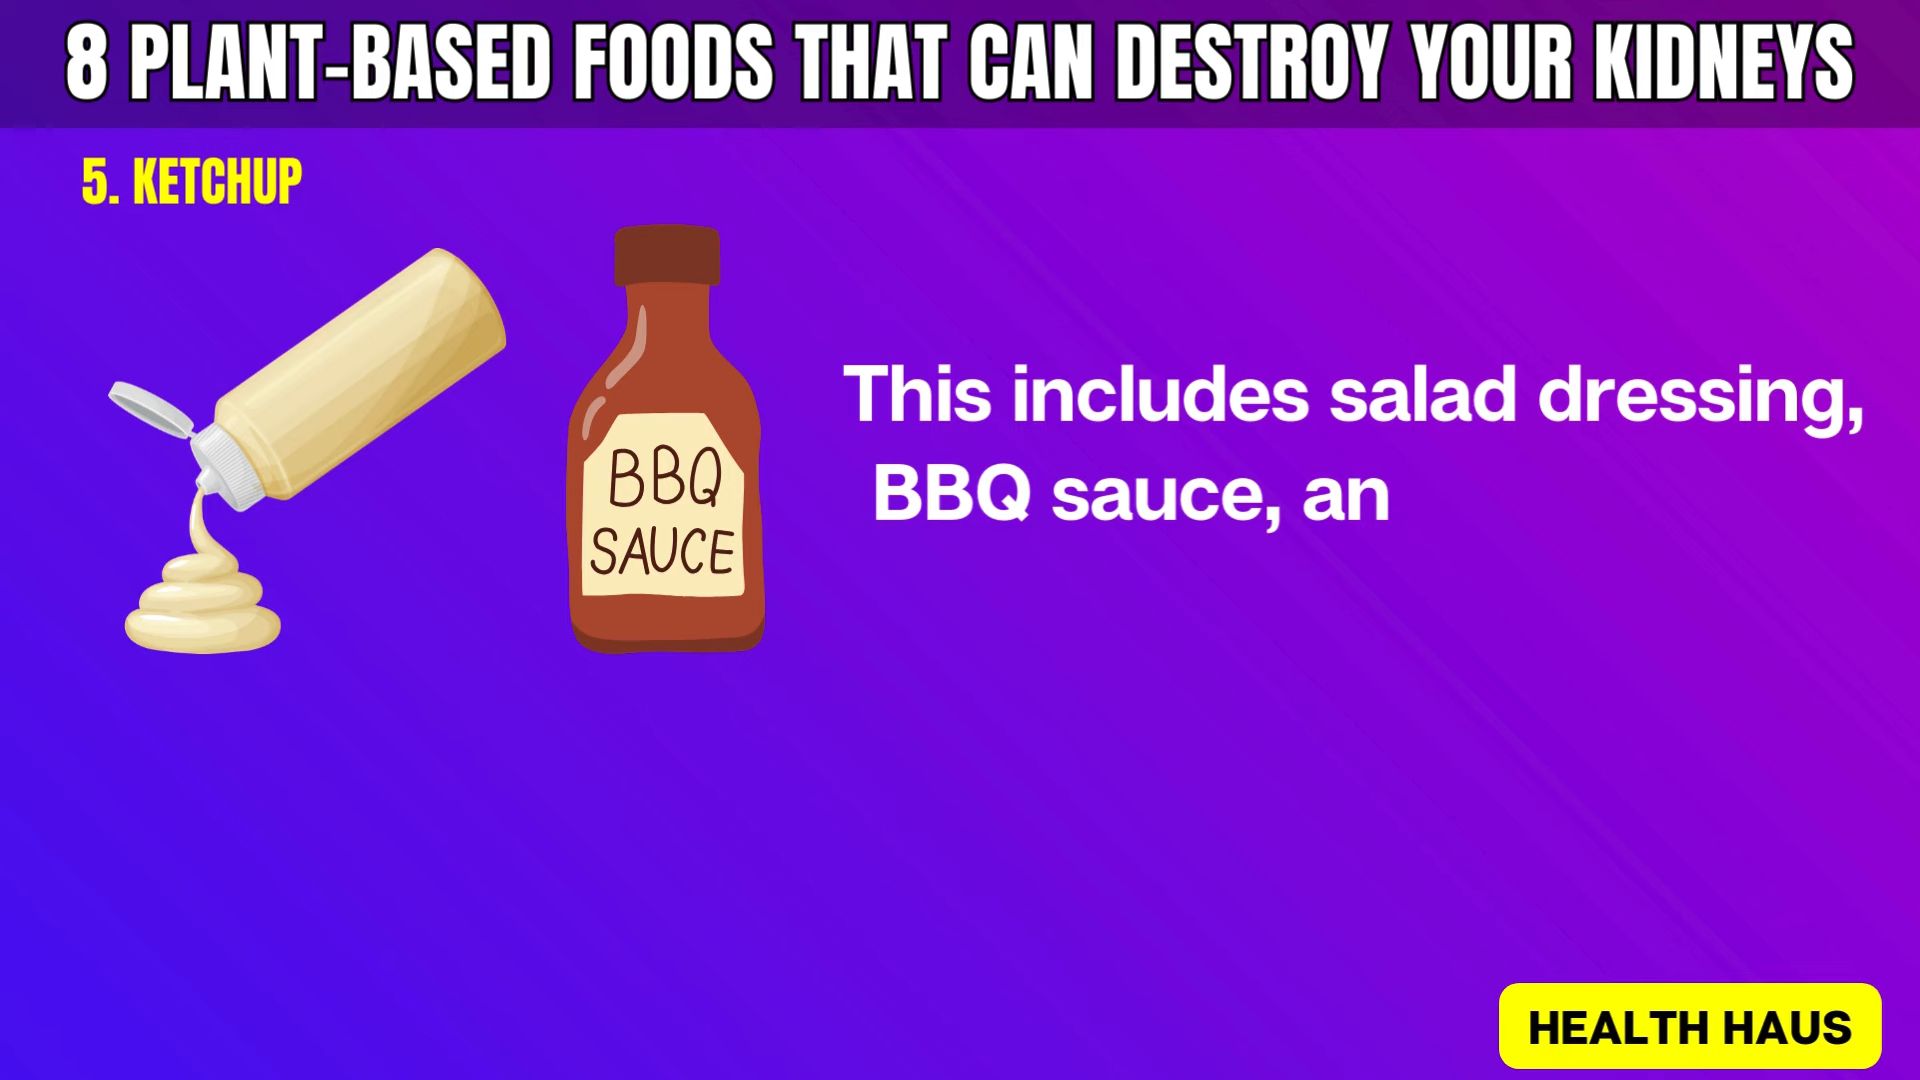 8 PLANT-BASED FOODS THAT CAN DESTROY YOUR KIDNEYS
5. KETCHUP
BBQ
SAUCE
This includes salad dressing,
BBQ sauce, an
HEALTH HAUS